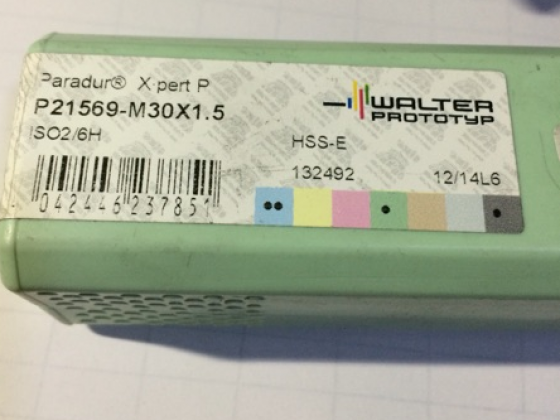 Paradur® X·pert P
P21569-M30X1.5
ISO2/6H
WALTER
PROTOTYP
HSS-E
132492
12/14L6
042446237851